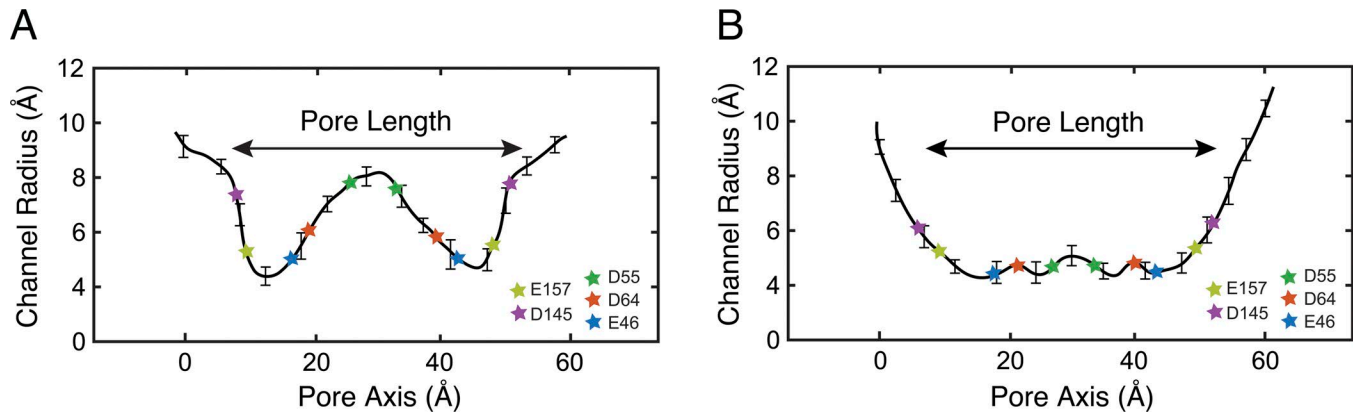 A
B
12
10
8
6
4
2
0
Channel Radius (Å)
Pore Length
E157
D145
D55
D64
E46
0
20
40
60
Pore Axis (Å)
12
10
8
6
4
2
0
Channel Radius (Å)
Pore Length
E157
D145
D55
D64
E46
0
20
40
60
Pore Axis (Å)